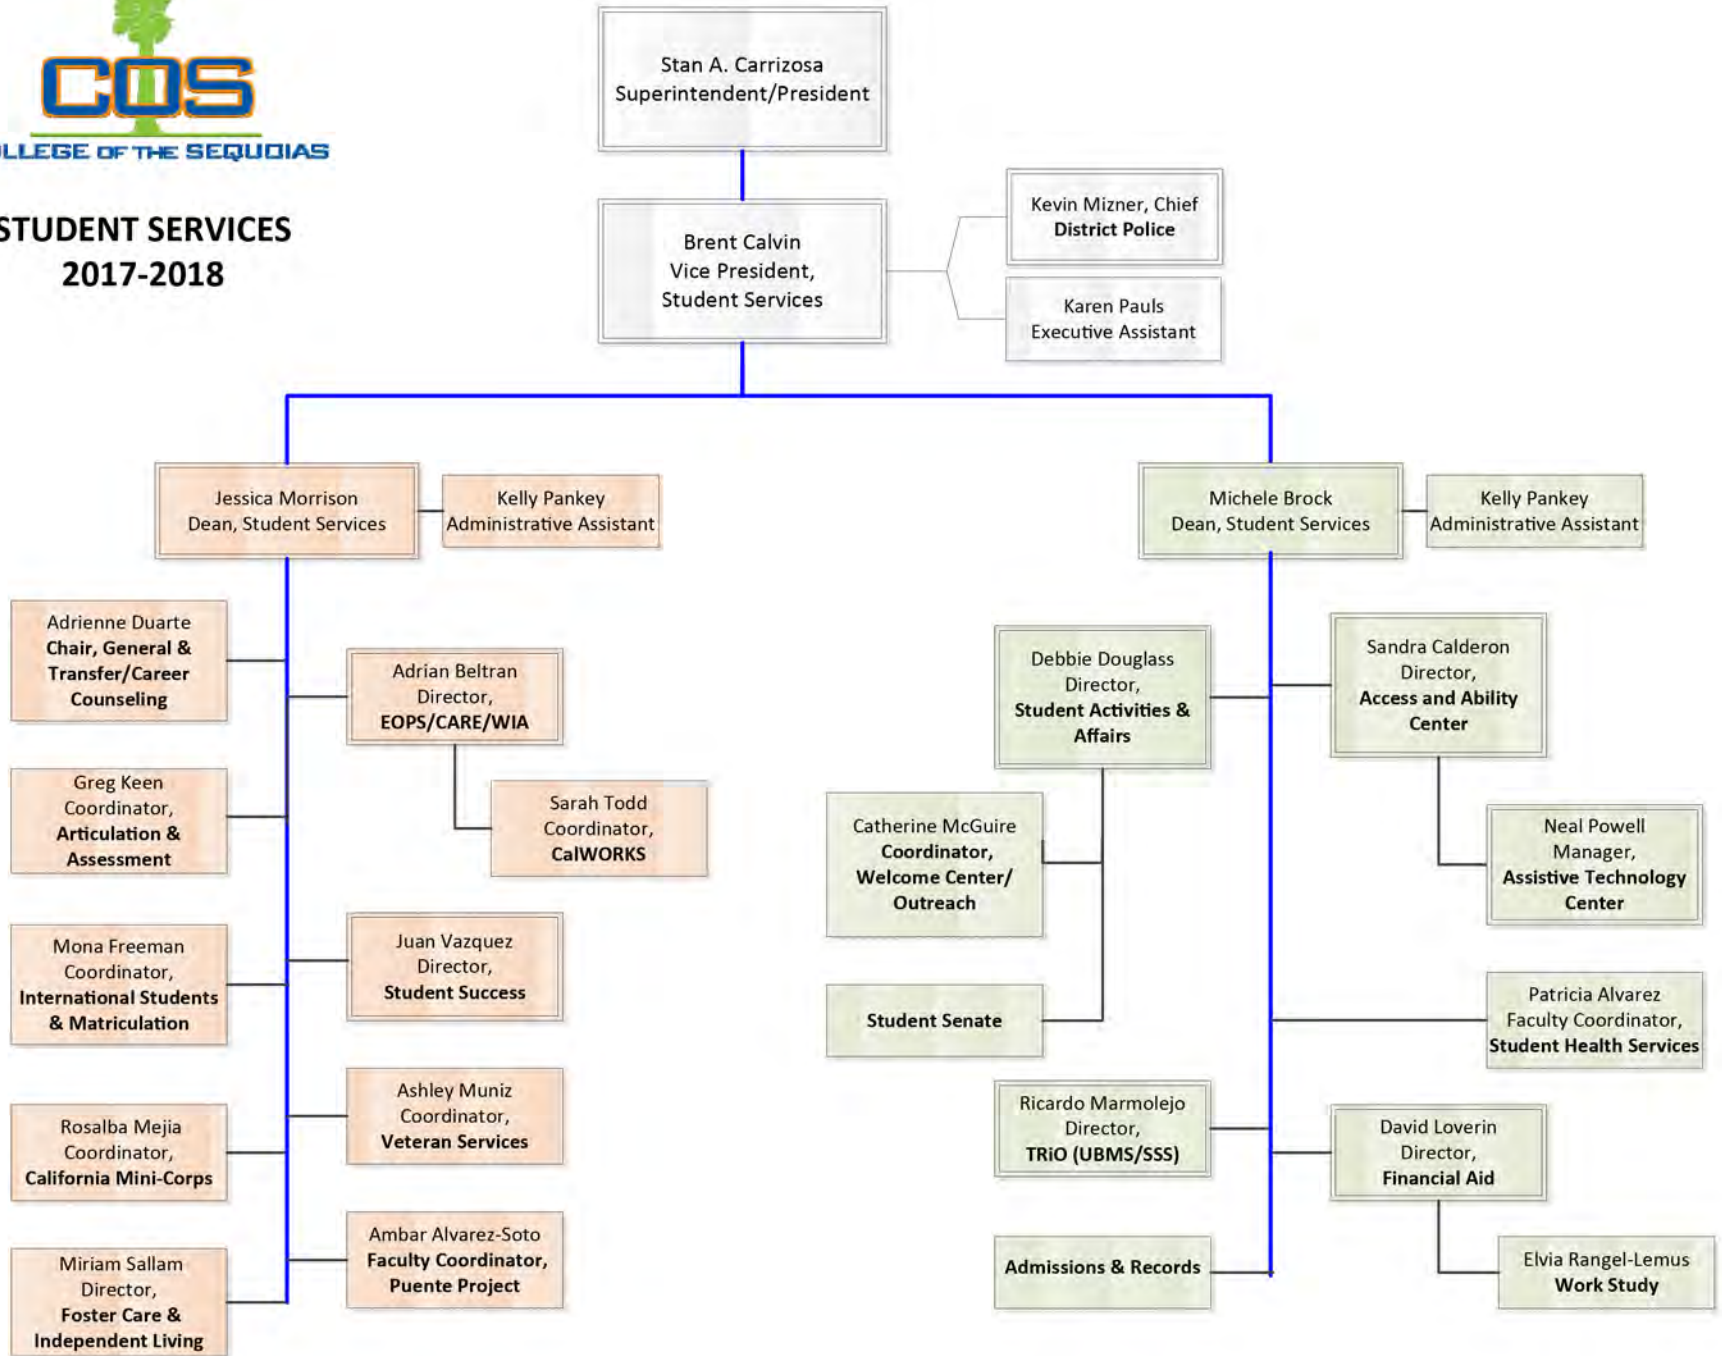 COS
COLLEGE OF THE SEQUOIAS
STUDENT SERVICES
2017-2018
Stan A. Carrizosa
Superintendent/President
Brent Calvin
Vice President,
Student Services
Kevin Mizner, Chief
District Police
Karen Pauls
Executive Assistant
Jessica Morrison
Dean, Student Services
Kelly Pankey
Administrative Assistant
Adrienne Duarte
Chair, General &
Transfer/Career
Counseling
Adrian Beltran
Director,
EOPS/CARE/WIA
Sarah Todd
Coordinator,
CalWORKS
Greg Keen
Coordinator,
Articulation &
Assessment
Mona Freeman
Coordinator,
International Students
& Matriculation
Juan Vazquez
Director,
Student Success
Ashley Muniz
Coordinator,
Veteran Services
Rosalba Mejia
Coordinator,
California Mini-Corps
Ambar Alvarez-Soto
Faculty Coordinator,
Puente Project
Miriam Sallam
Director,
Foster Care &
Independent Living
Michele Brock
Dean, Student Services
Kelly Pankey
Administrative Assistant
Debbie Douglass
Director,
Student Activities &
Affairs
Sandra Calderon
Director,
Access and Ability
Center
Catherine McGuire
Coordinator,
Welcome Center/
Outreach
Neal Powell
Manager,
Assistive Technology
Center
Student Senate
Patricia Alvarez
Faculty Coordinator,
Student Health Services
Ricardo Marmolejo
Director,
TRiO (UBMS/SSS)
David Loverin
Director,
Financial Aid
Admissions & Records
Elvia Rangel-Lemus
Work Study